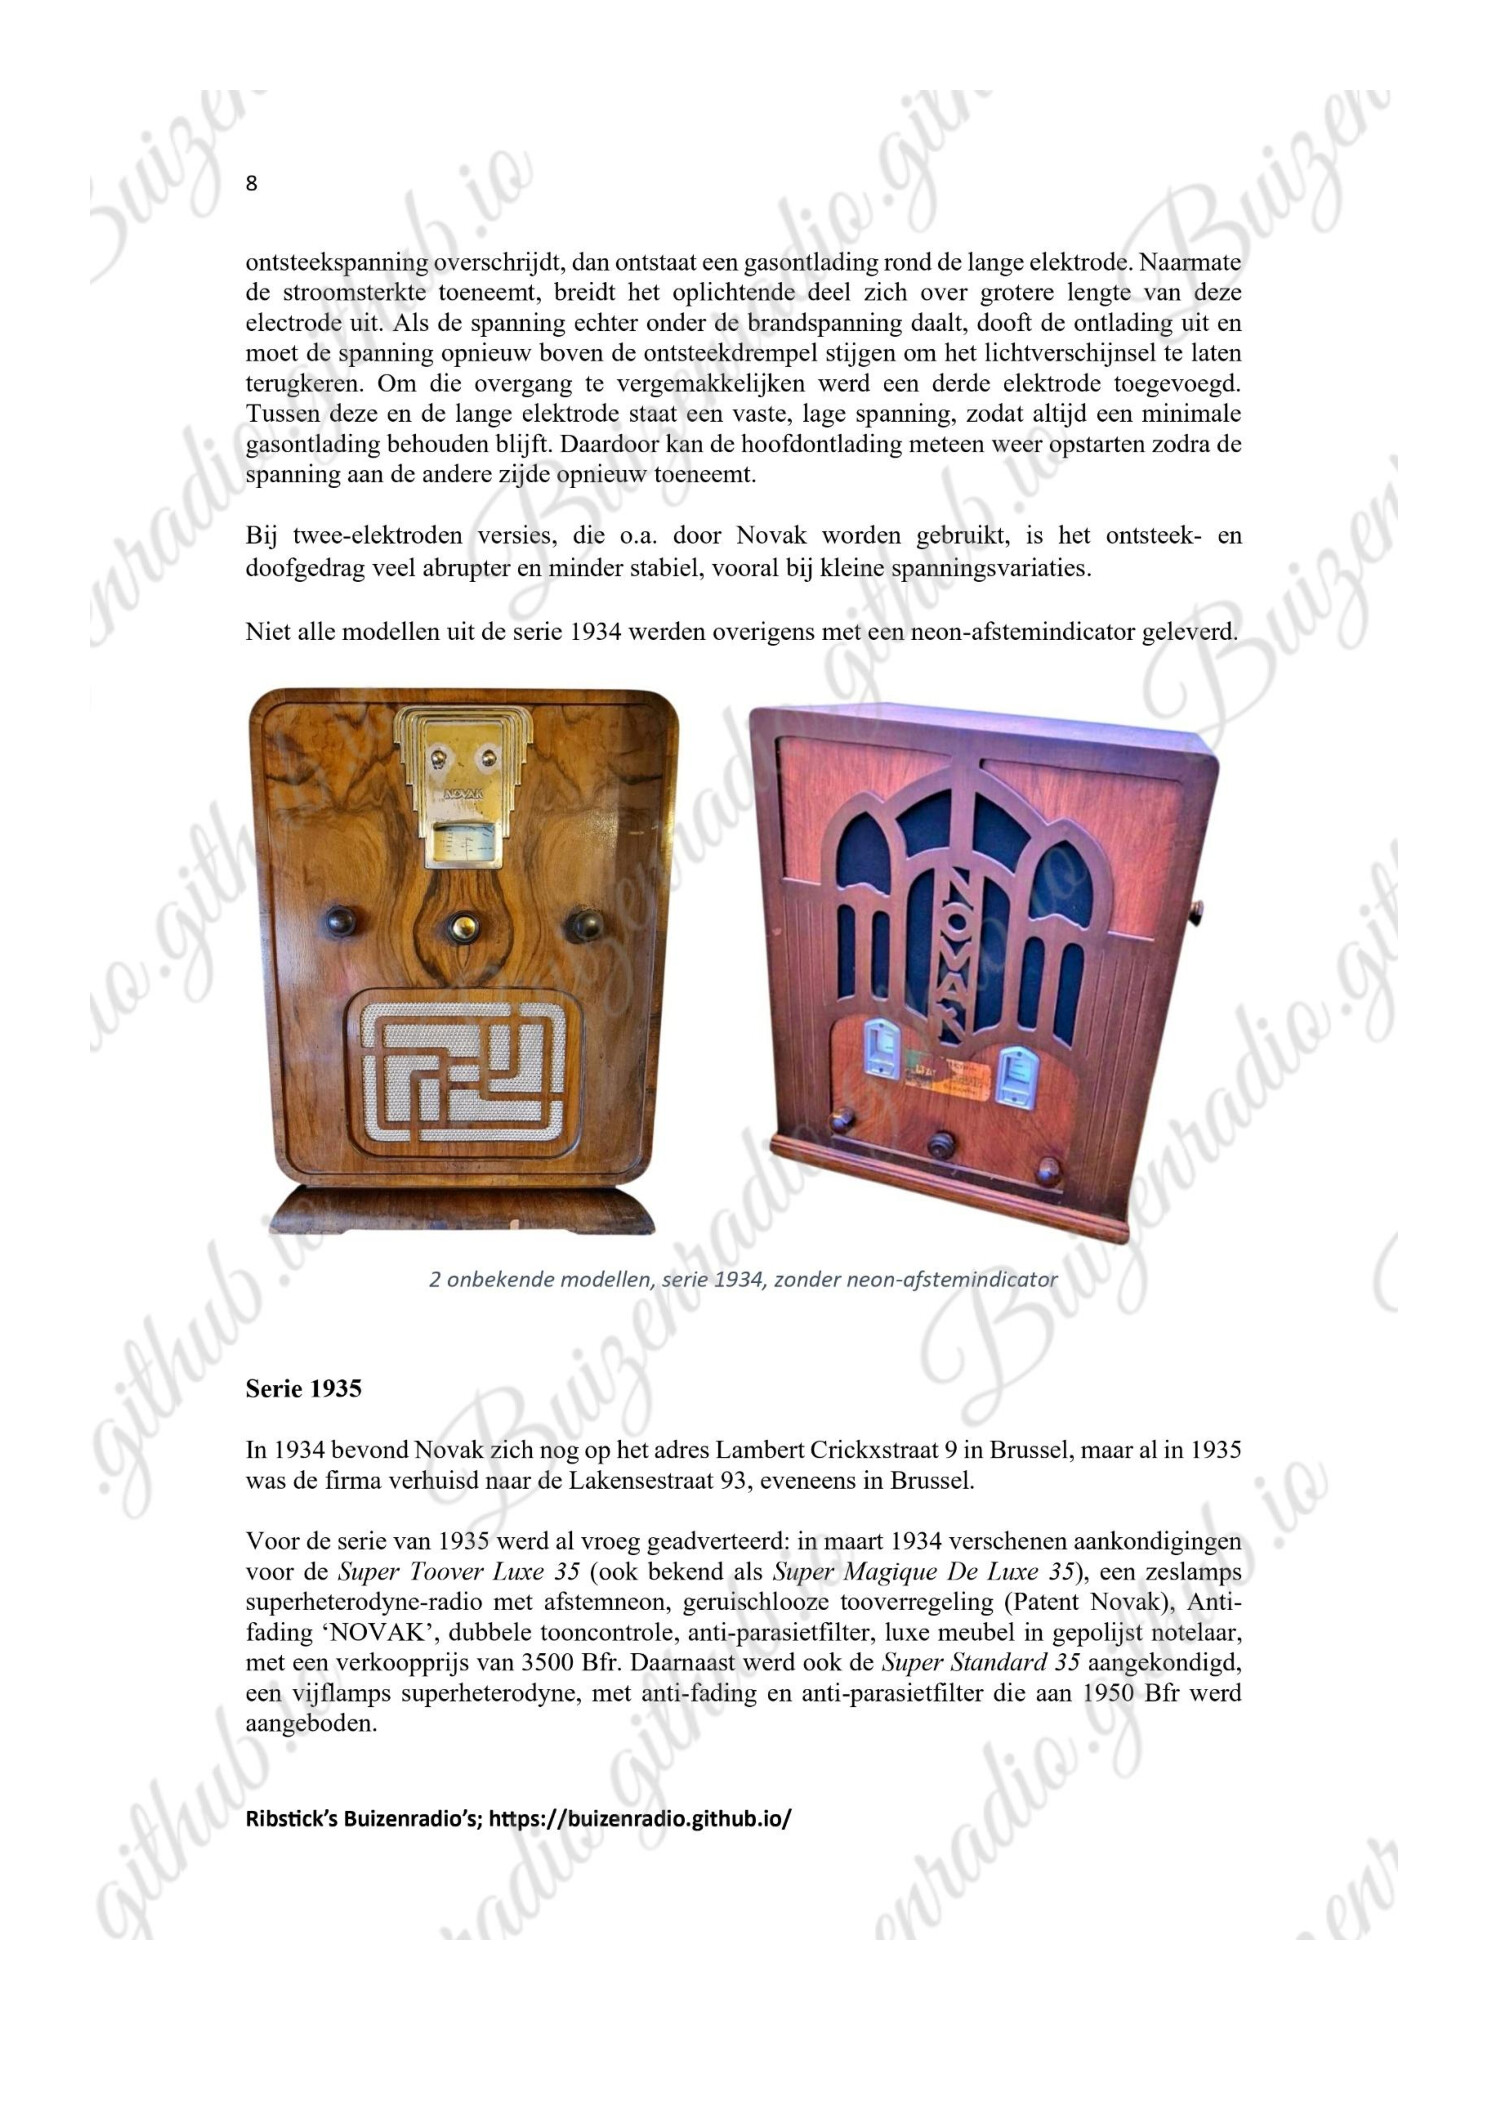 8
ontsteekspanning overschrijdt, dan ontstaat een gasontlading rond de lange elektrode. Naarmate
de stroomsterkte toeneemt, breidt het oplichtende deel zich over grotere lengte van deze
electrode uit. Als de spanning echter onder de brandspanning daalt, dooft de ontlading uit en
moet de spanning opnieuw boven de ontsteekdrempel stijgen om het lichtverschijnsel te laten
terugkeren. Om die overgang te vergemakkelijken werd een derde elektrode toegevoegd.
Tussen deze en de lange elektrode staat een vaste, lage spanning, zodat altijd een minimale
gasontlading behouden blijft. Daardoor kan de hoofdontlading meteen weer opstarten zodra de
spanning aan de andere zijde opnieuw toeneemt.
Bij twee-elektroden versies, die o.a. door Novak worden gebruikt, is het ontsteek- en
doofgedrag veel abrupter en minder stabiel, vooral bij kleine spanningsvariaties.
Niet alle modellen uit de serie 1934 werden overigens met een neon-afstemindicator geleverd.
NOVAK
NOVAK
2 onbekende modellen, serie 1934, zonder neon-afstemindicator
Serie 1935
In 1934 bevond Novak zich nog op het adres Lambert Crickxstraat 9 in Brussel, maar al in 1935
was de firma verhuisd naar de Lakensestraat 93, eveneens in Brussel.
Voor de serie van 1935 werd al vroeg geadverteerd: in maart 1934 verschenen aankondigingen
voor de Super Toover Luxe 35 (ook bekend als Super Magique De Luxe 35), een zeslamps
superheterodyne-radio met afstemneon, geruischlooze tooverregeling (Patent Novak), Anti-
fading ‘NOVAK’, dubbele tooncontrole, anti-parasietfilter, luxe meubel in gepolijst notelaar,
met een verkoopprijs van 3500 Bfr. Daarnaast werd ook de Super Standard 35 aangekondigd,
een vijflamps superheterodyne, met anti-fading en anti-parasietfilter die aan 1950 Bfr werd
aangeboden.
Ribstick’s Buizenradio’s; https://buizenradio.github.io/
Buizenradio.github.io